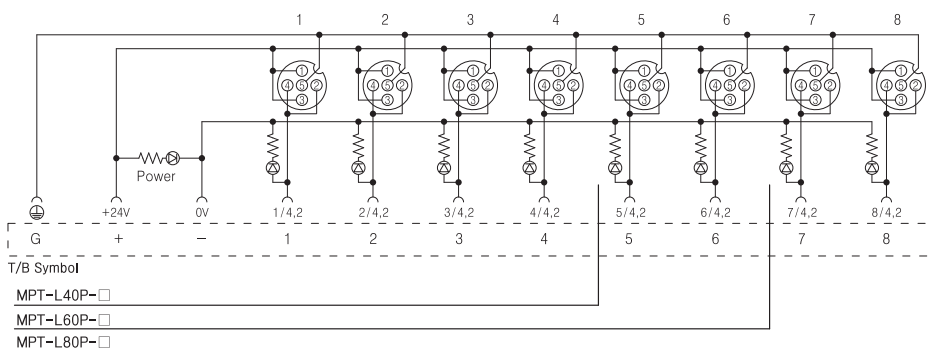 1 2 3 4 5 6 7 8
① ① ① ① ① ① ① ①
④⑤② ④⑤② ④⑤② ④⑤② ④⑤② ④⑤② ④⑤② ④⑤②
③ ③ ③ ③ ③ ③ ③ ③
Power
+24V 0V 1/4,2 2/4,2 3/4,2 4/4,2 5/4,2 6/4,2 7/4,2 8/4,2
G + − 1 2 3 4 5 6 7 8
T/B Symbol
MPT-L40P-□
MPT-L60P-□
MPT-L80P-□